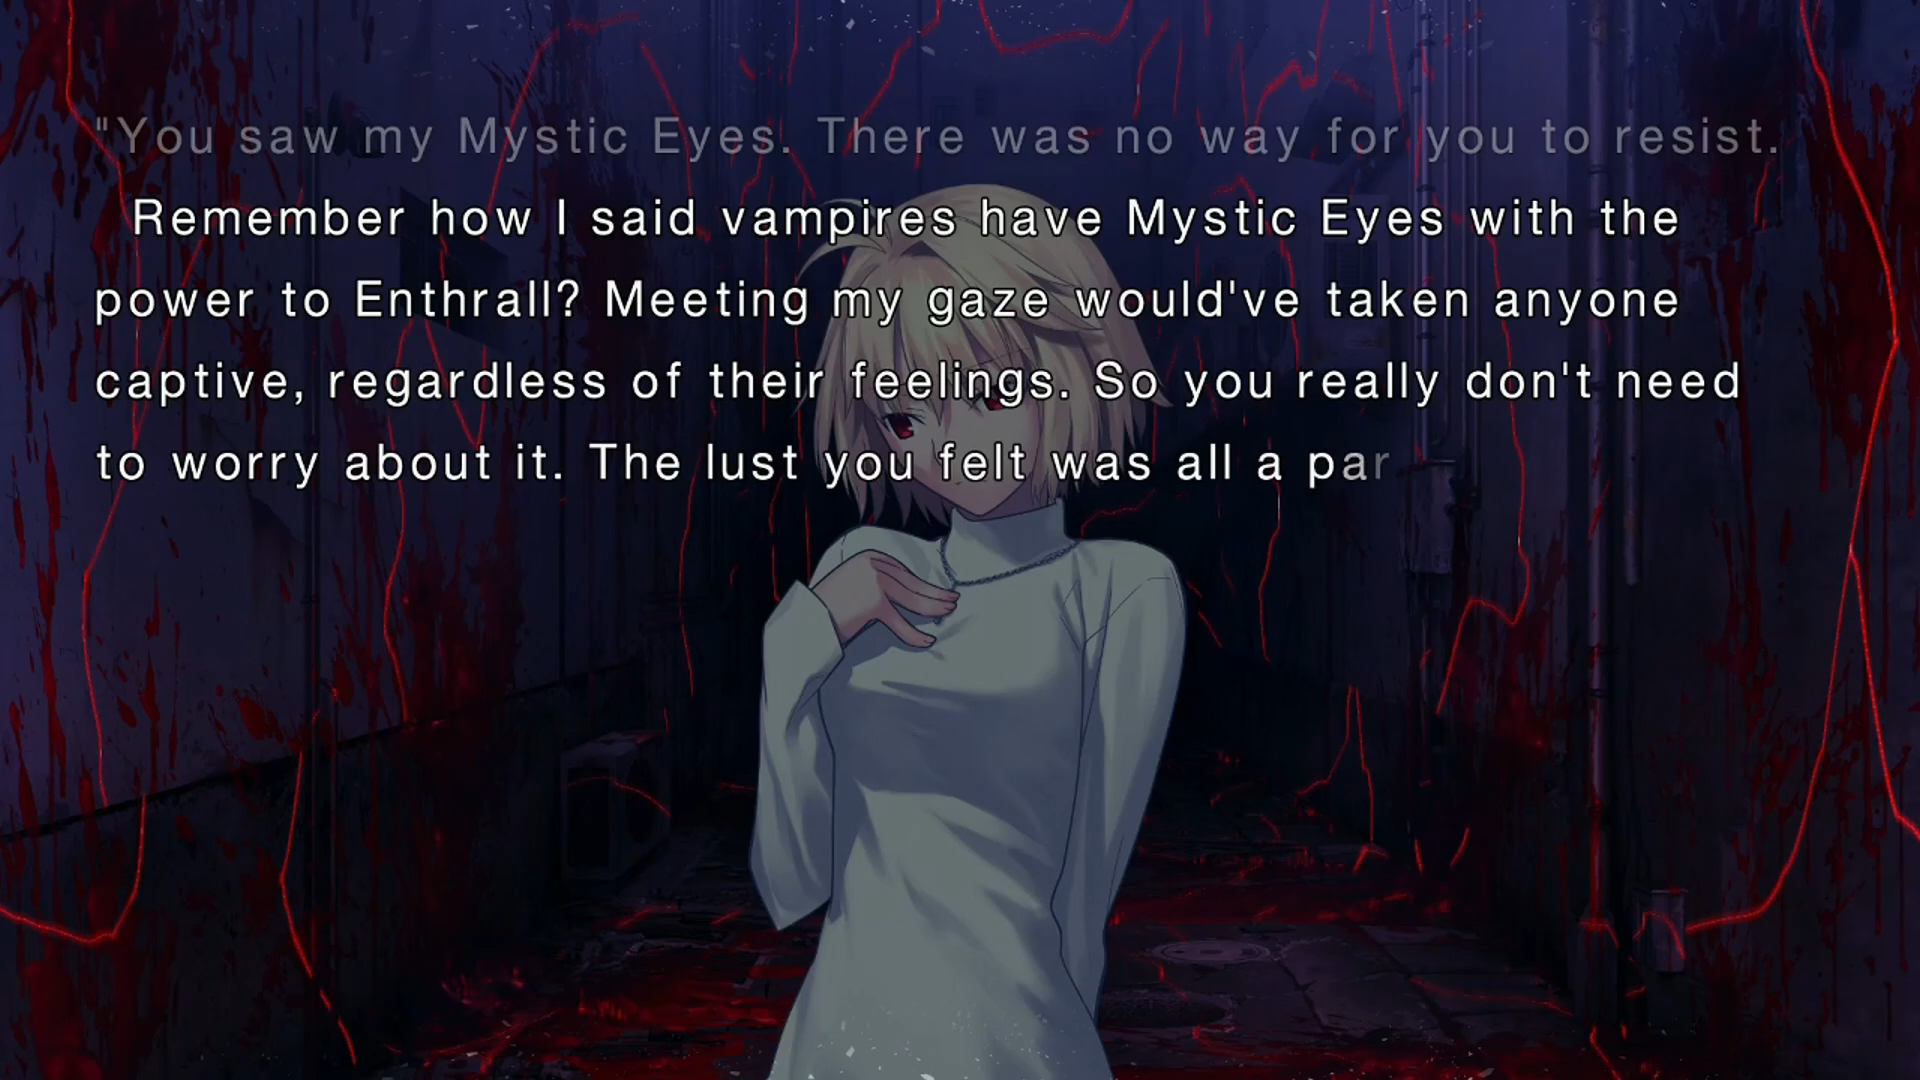 "You saw my Mystic Eyes. There was no way for you to resist.
Remember how I said vampires have Mystic Eyes with the
power to Enthrall? Meeting my gaze would've taken anyone
captive, regardless of their feelings. So you really don't need
to worry about it. The lust you felt was all a par